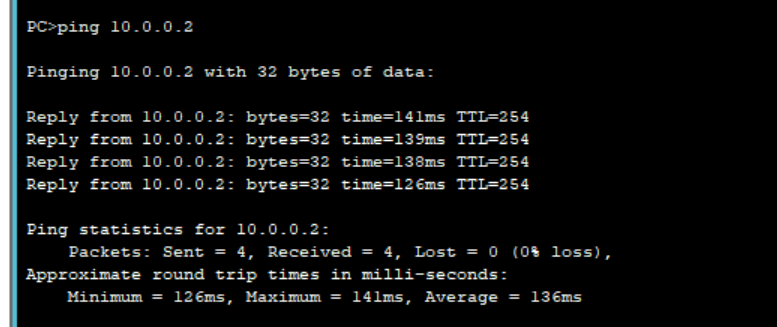 PC>ping 10.0.0.2
Pinging 10.0.0.2 with 32 bytes of data:
Reply from 10.0.0.2: bytes=32 time=141ms TTL=254
Reply from 10.0.0.2: bytes=32 time=139ms TTL=254
Reply from 10.0.0.2: bytes=32 time=138ms TTL=254
Reply from 10.0.0.2: bytes=32 time=126ms TTL=254
Ping statistics for 10.0.0.2:
    Packets: Sent = 4, Received = 4, Lost = 0 (0% loss),
Approximate round trip times in milli-seconds:
    Minimum = 126ms, Maximum = 141ms, Average = 136ms